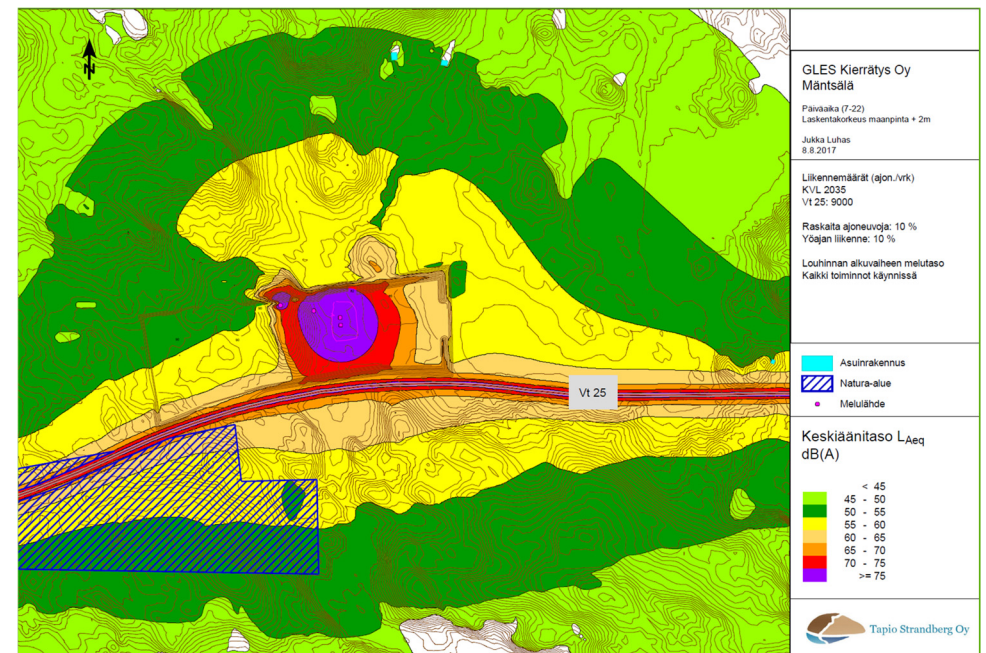 N
Vt 25
GLES Kierrätys Oy
Mäntsälä
Päiväaika (7-22)
Laskentakorkeus maanpinta + 2m
Jukka Luhas
8.8.2017
Liikennemäärät (ajon./vrk)
KVL 2035
Vt 25: 9000
Raskaita ajoneuvoja: 10 %
Yöajan liikenne: 10 %
Louhinnan alkuvaiheen melutaso
Kaikki toiminnot käynnissä
Asuinrakennus
Natura-alue
Melulähde
Keskiäänitaso LAeq
dB(A)
< 45
45 - 50
50 - 55
55 - 60
60 - 65
65 - 70
70 - 75
>= 75
Tapio Strandberg Oy